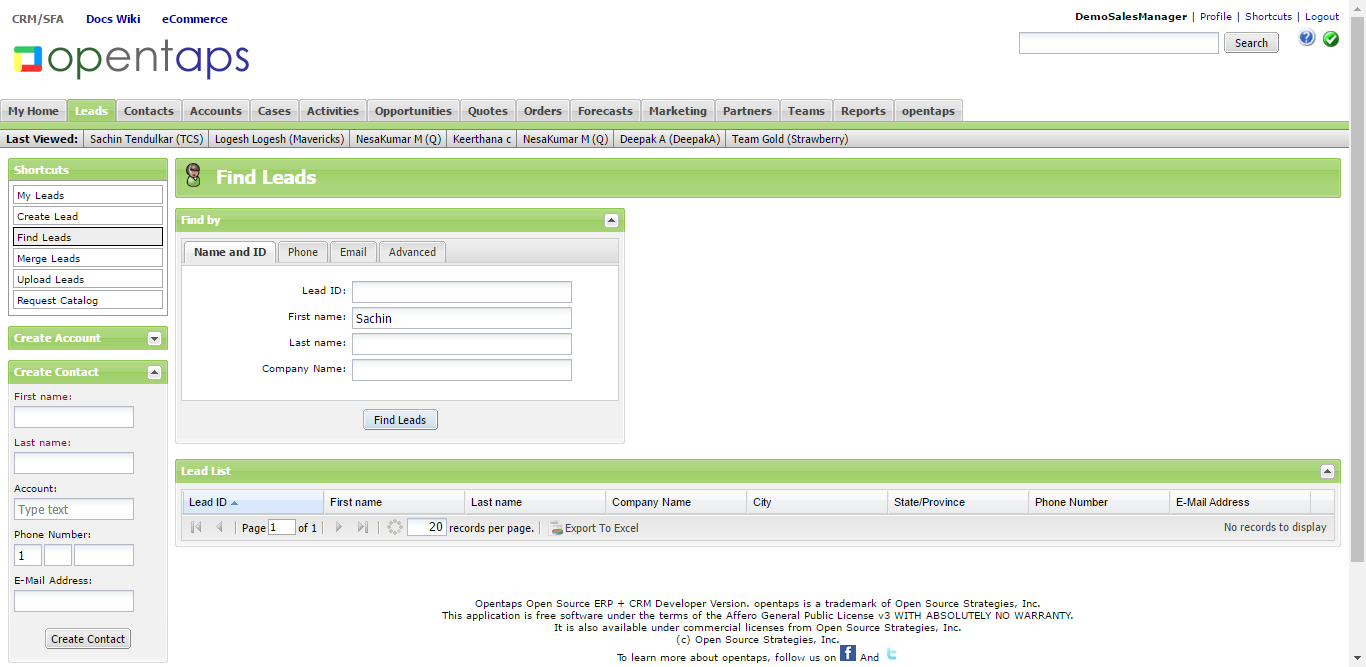 CRM/SFA Docs Wiki eCommerce
DemoSalesManager | Profile | Shortcuts | Logout
opentaps
Search
?
My Home Leads Contacts Accounts Cases Activities Opportunities Quotes Orders Forecasts Marketing Partners Teams Reports opentaps
Last Viewed: Sachin Tendulkar (TCS) Logesh Logesh (Mavericks) NesaKumar M (Q) Keerthana c NesaKumar M (Q) Deepak A (DeepakA) Team Gold (Strawberry)
Shortcuts
My Leads
Create Lead
Find Leads
Merge Leads
Upload Leads
Request Catalog
Create Account
Create Contact
First name:
Last name:
Account:
Type text
Phone Number:
1
E-Mail Address:
Create Contact
Find Leads
Find by
Name and ID Phone Email Advanced
Lead ID:
First name: Sachin
Last name:
Company Name:
Find Leads
Lead List
Lead ID First name Last name Company Name City State/Province Phone Number E-Mail Address
Page 1 of 1 20 records per page. Export To Excel No records to display
Opentaps Open Source ERP + CRM Developer Version. opentaps is a trademark of Open Source Strategies, Inc.
This application is free software under the terms of the Affero General Public License v3 WITH ABSOLUTELY NO WARRANTY.
It is also available under commercial licenses from Open Source Strategies, Inc.
(c) Open Source Strategies, Inc.
To learn more about opentaps, follow us on f And t